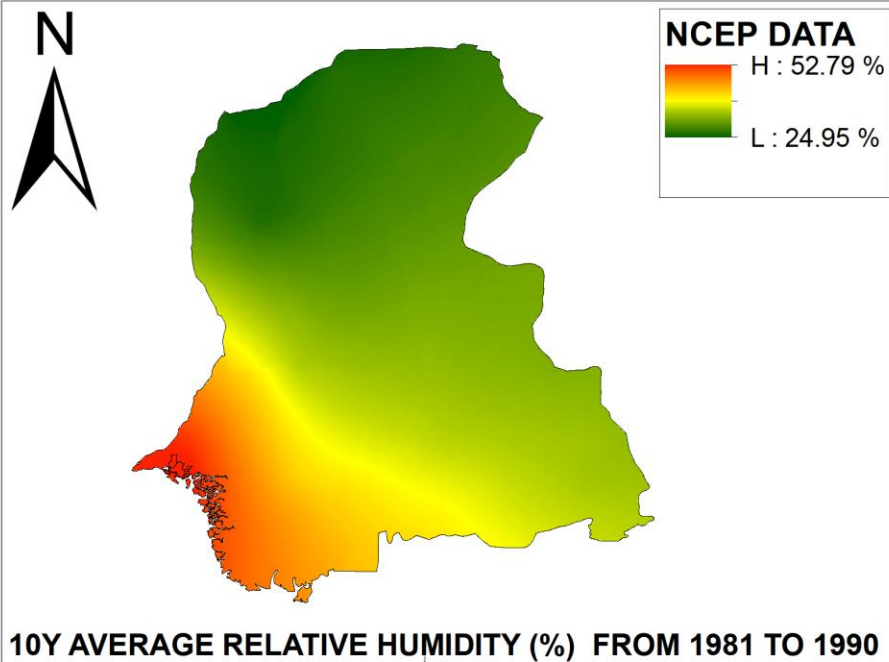 N
NCEP DATA
H : 52.79 %
L : 24.95 %
10Y AVERAGE RELATIVE HUMIDITY (%) FROM 1981 TO 1990